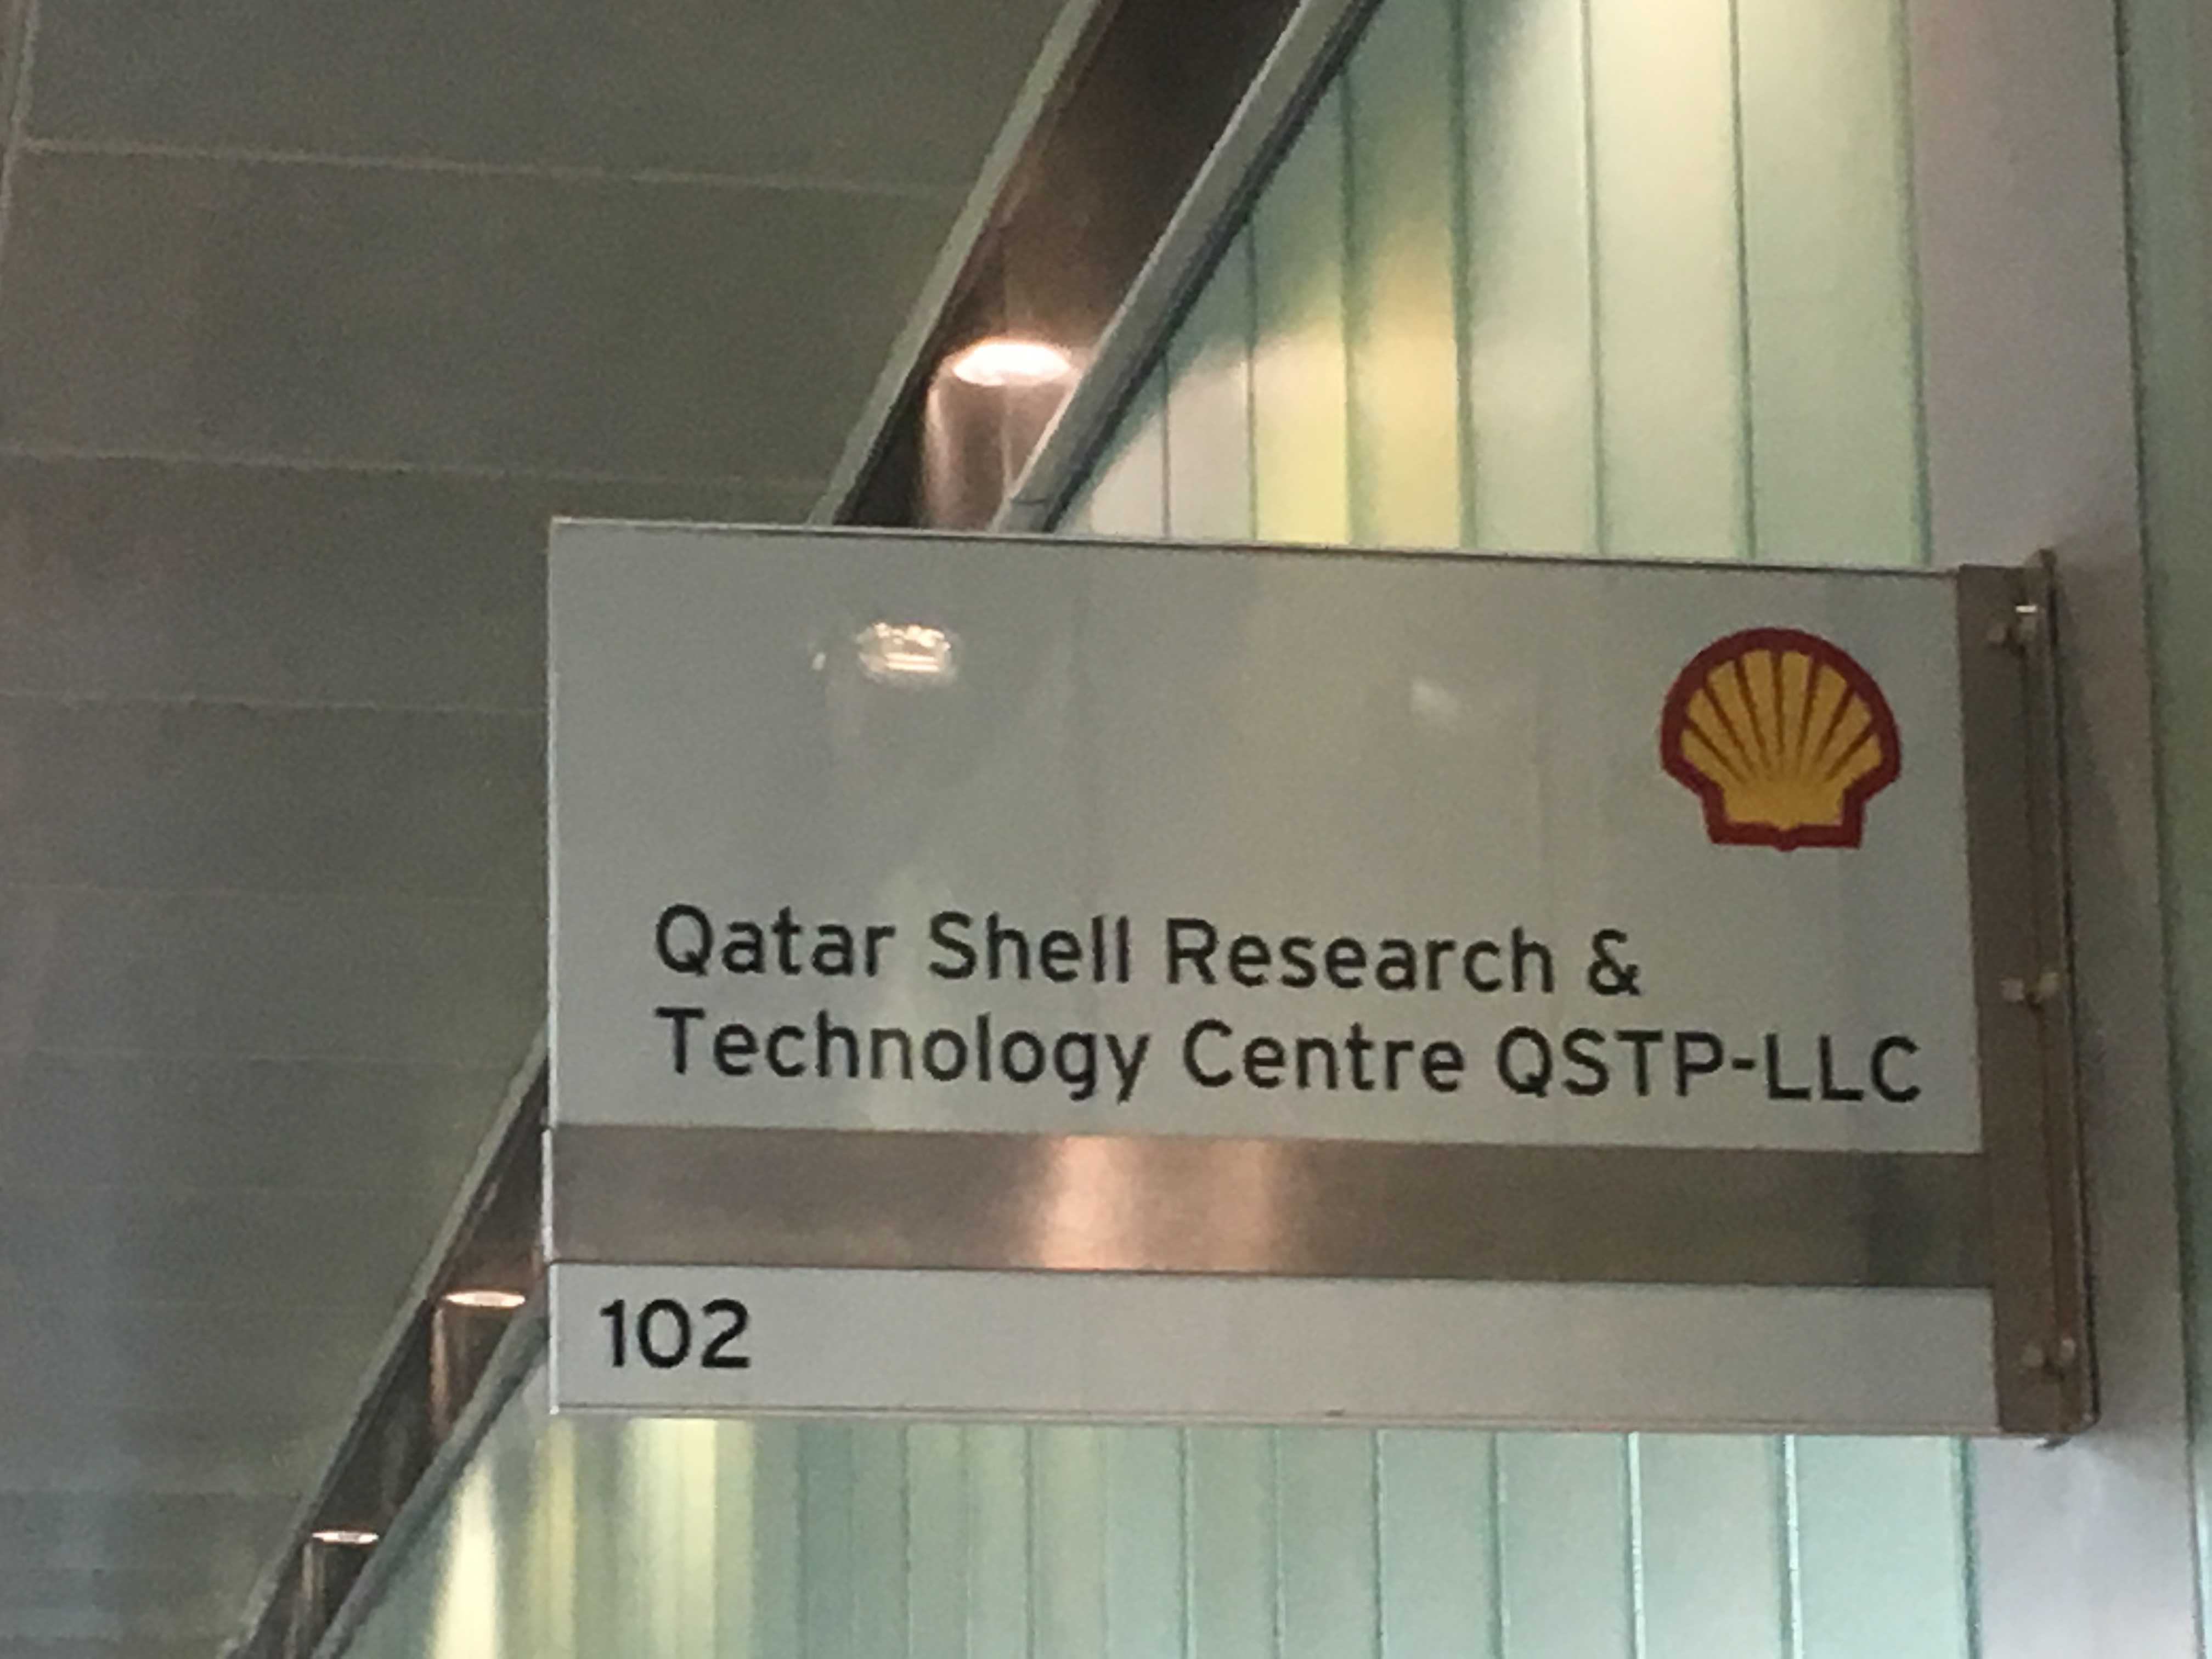 Qatar Shell Research &
Technology Centre QSTP-LLC
102